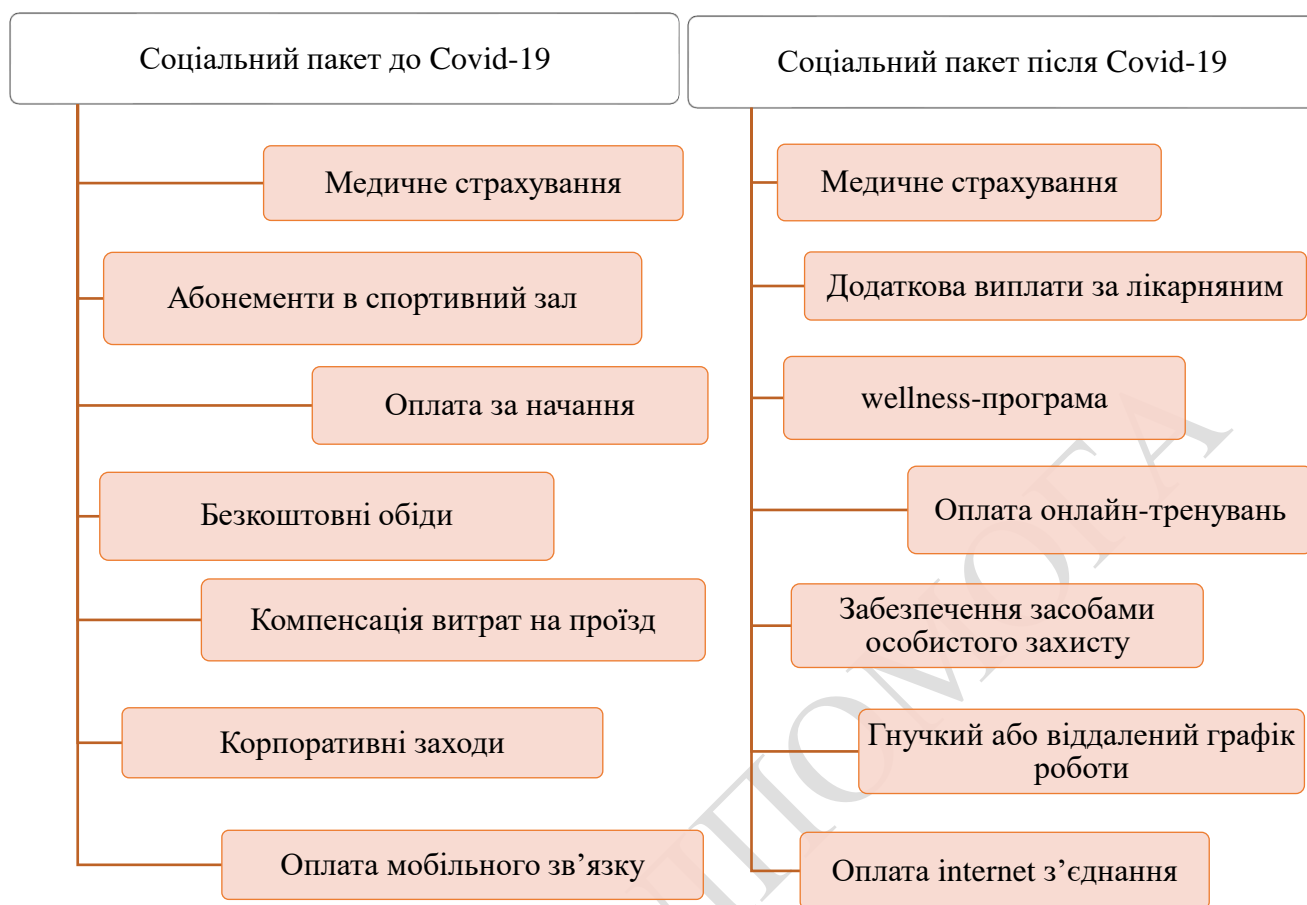 Соціальний пакет до Covid-19
Медичне страхування
Абонементи в спортивний зал
Оплата за начання
Безкоштовні обіди
Компенсація витрат на проїзд
Корпоративні заходи
Оплата мобільного зв’язку
Соціальний пакет після Covid-19
Медичне страхування
Додаткова виплати за лікарняним
wellness-програма
Оплата онлайн-тренувань
Забезпечення засобами
особистого захисту
Гнучкий або віддалений графік
роботи
Оплата internet з’єднання